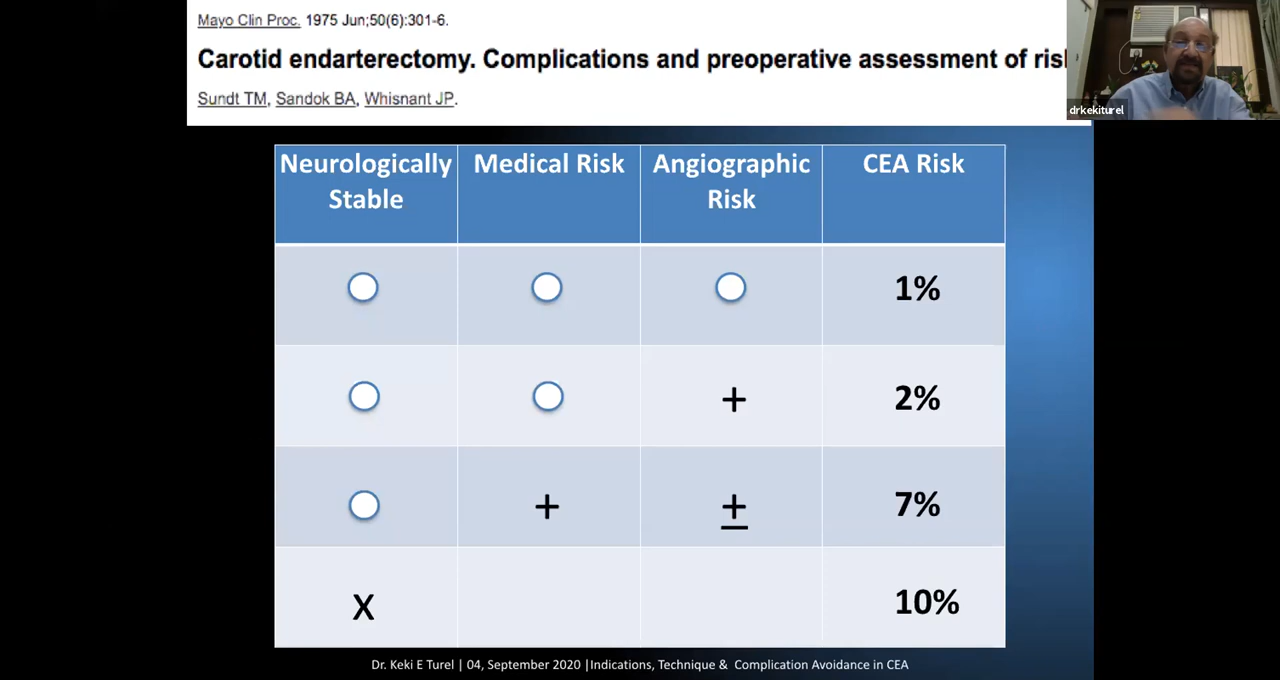 Mayo Clin Proc. 1975 Jun;50(6):301-6.
Carotid endarterectomy. Complications and preoperative assessment of
Sundt TM, Sandok BA, Whisnant JP.
drkekiturel
Neurologically Stable Medical Risk Angiographic Risk CEA Risk
1%
+ 2%
+ ± 7%
X 10%
Dr. Keki E Turel | 04, September 2020 |Indications, Technique & Complication Avoidance in CEA